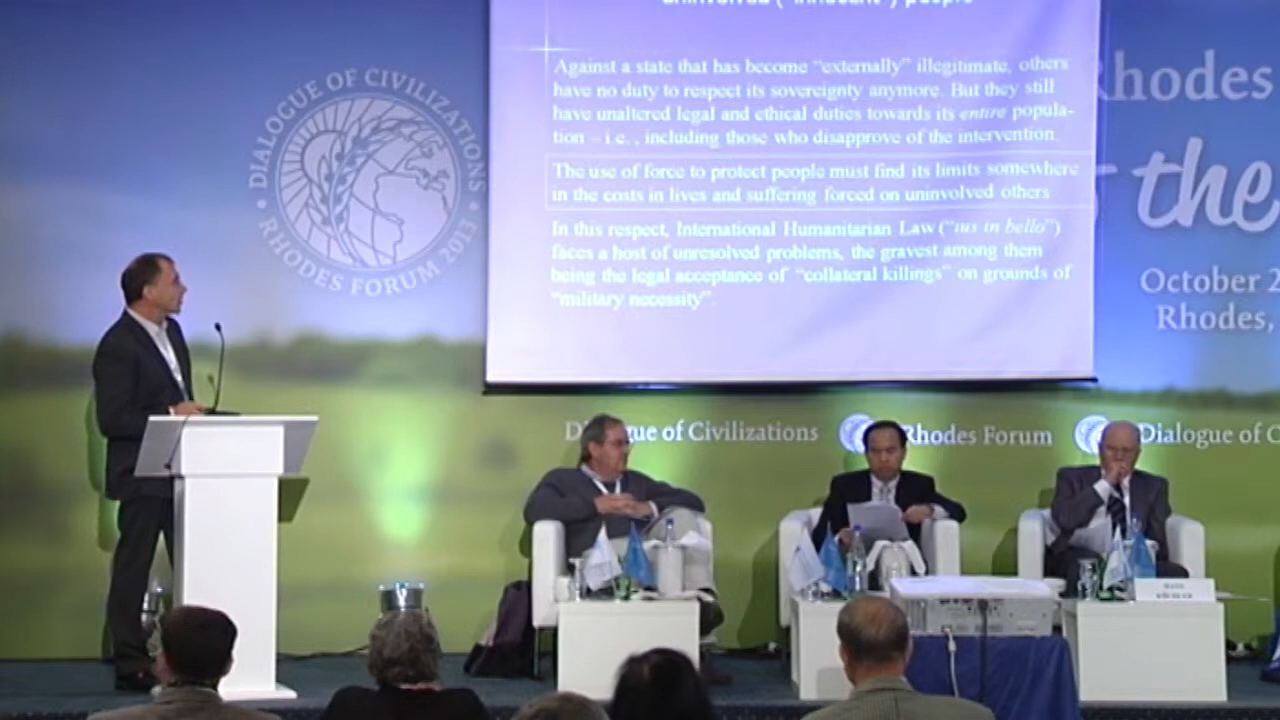 uninvolved ("innocent") people
Against a state that has become “externally” illegitimate, others
have no duty to respect its sovereignty anymore. But they still
have unaltered legal and ethical duties towards its entire popula-
tion – i.e., including those who disapprove of the intervention.
The use of force to protect people must find its limits somewhere
in the costs in lives and suffering forced on uninvolved others
In this respect, International Humanitarian Law (“ius in bello”)
faces a host of unresolved problems, the gravest among them
being the legal acceptance of “collateral killings” on grounds of
“military necessity”.
DIALOGUE OF CIVILIZATIONS
RHODES FORUM 2013
Rhodes
the
October 2
Rhodes,
Dialogue of Civilizations
Rhodes Forum
Dialogue of C